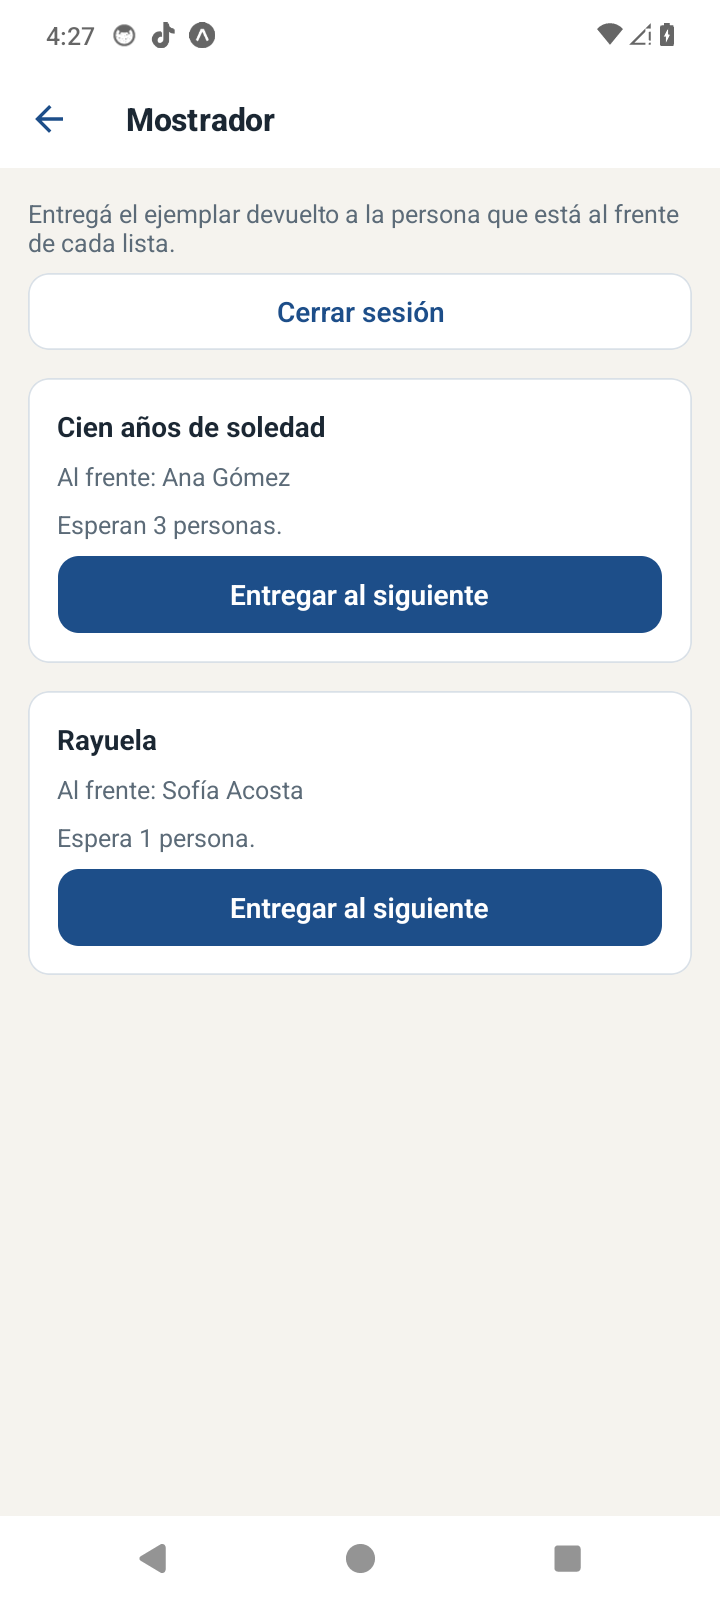 4:27
Mostrador
Entregá el ejemplar devuelto a la persona que está al frente
de cada lista.
Cerrar sesión
Cien años de soledad
Al frente: Ana Gómez
Esperan 3 personas.
Entregar al siguiente
Rayuela
Al frente: Sofía Acosta
Espera 1 persona.
Entregar al siguiente